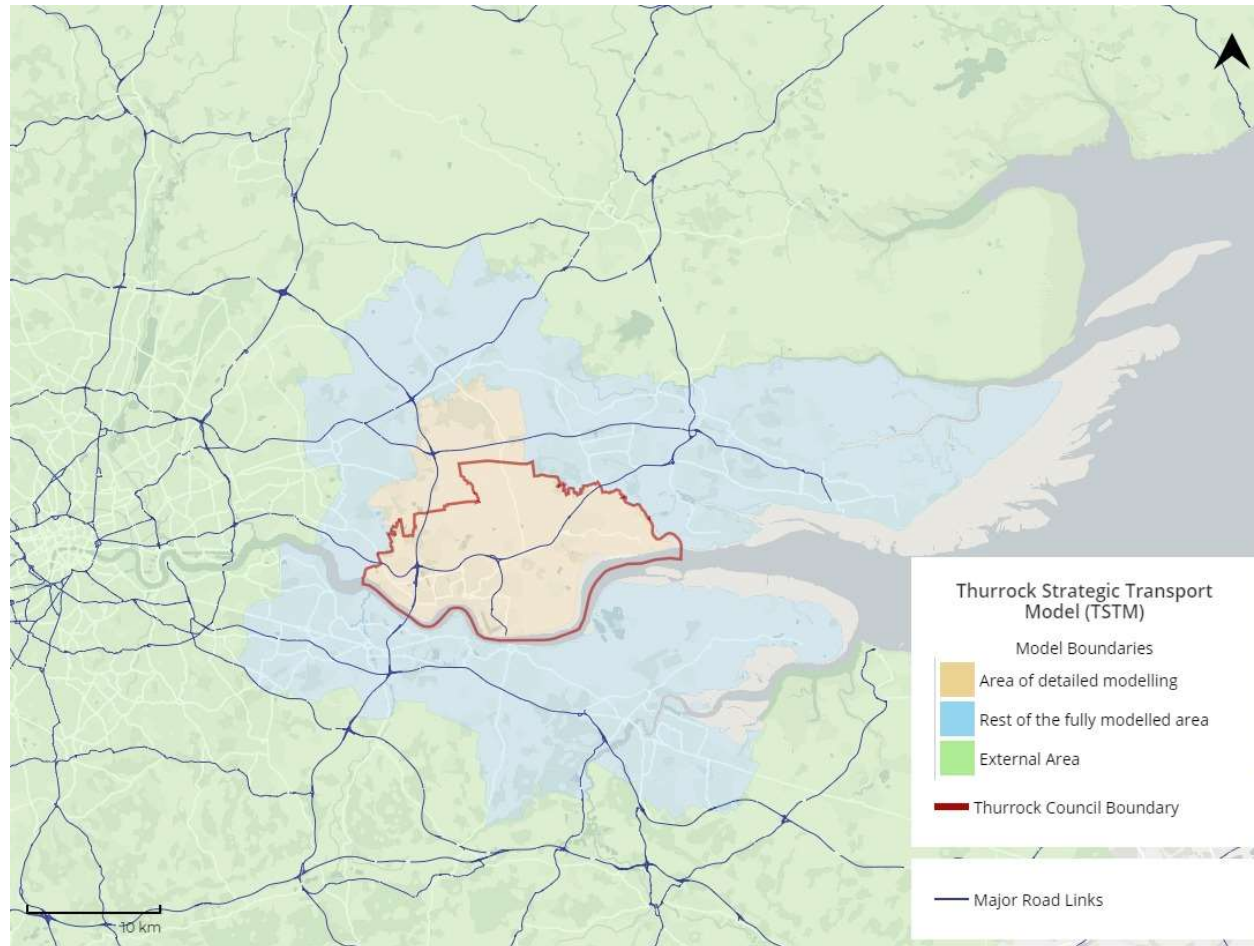 Thurrock Strategic Transport
Model (TSTM)
Model Boundaries
Area of detailed modelling
Rest of the fully modelled area
External Area
Thurrock Council Boundary
Major Road Links
10 km